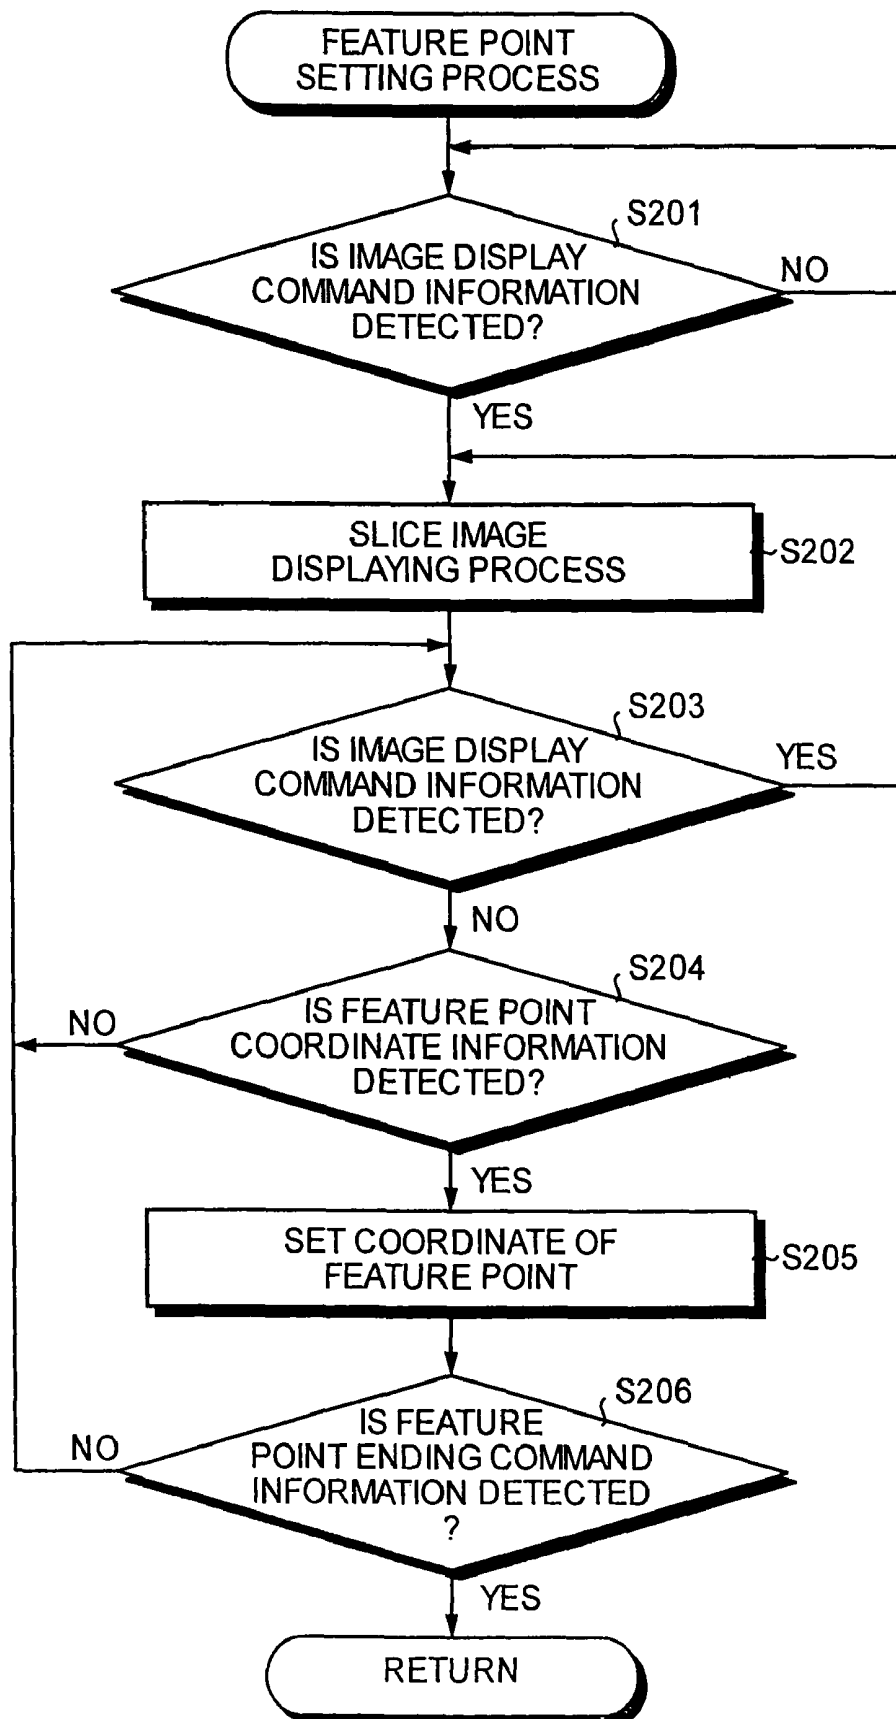 FEATURE POINT
SETTING PROCESS
S201
IS IMAGE DISPLAY
COMMAND INFORMATION
DETECTED?
NO
YES
SLICE IMAGE
DISPLAYING PROCESS
S202
S203
IS IMAGE DISPLAY
COMMAND INFORMATION
DETECTED?
YES
NO
S204
IS FEATURE POINT
COORDINATE INFORMATION
DETECTED?
NO
YES
SET COORDINATE OF
FEATURE POINT
S205
S206
IS FEATURE
POINT ENDING COMMAND
INFORMATION DETECTED
?
NO
YES
RETURN